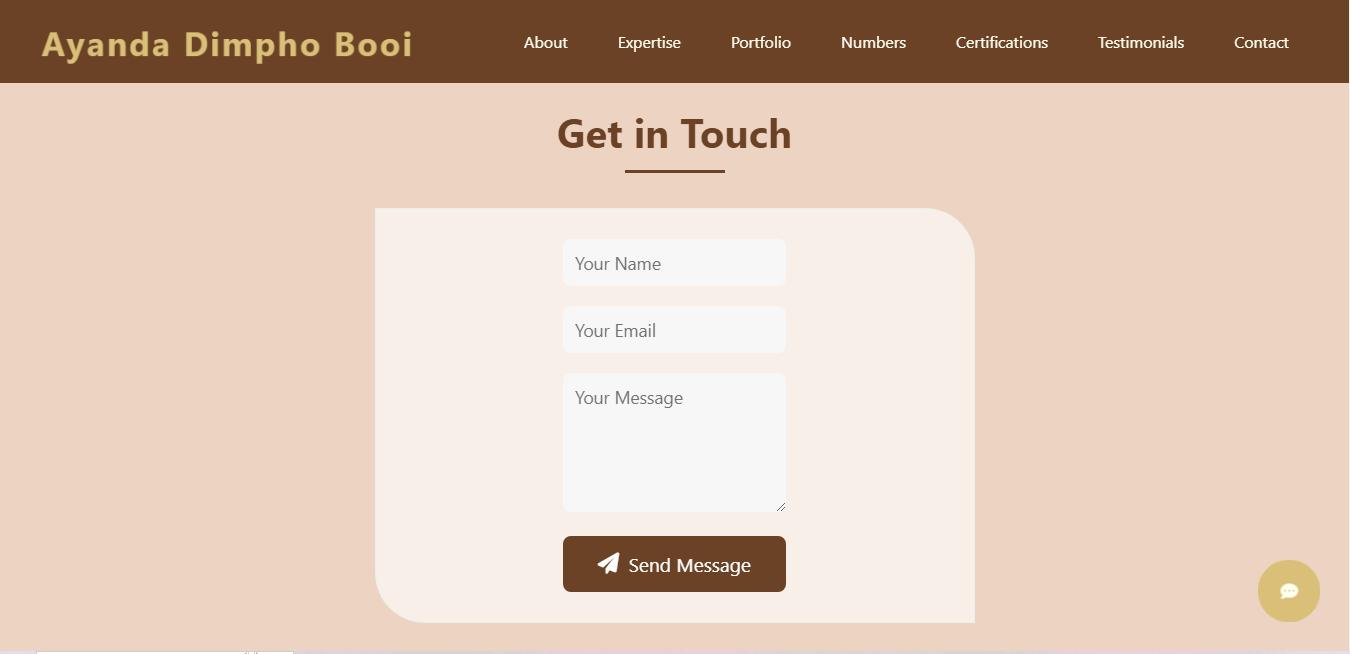 Ayanda Dimpho Booi
About Expertise Portfolio Numbers Certifications Testimonials Contact
Get in Touch
Your Name
Your Email
Your Message
Send Message